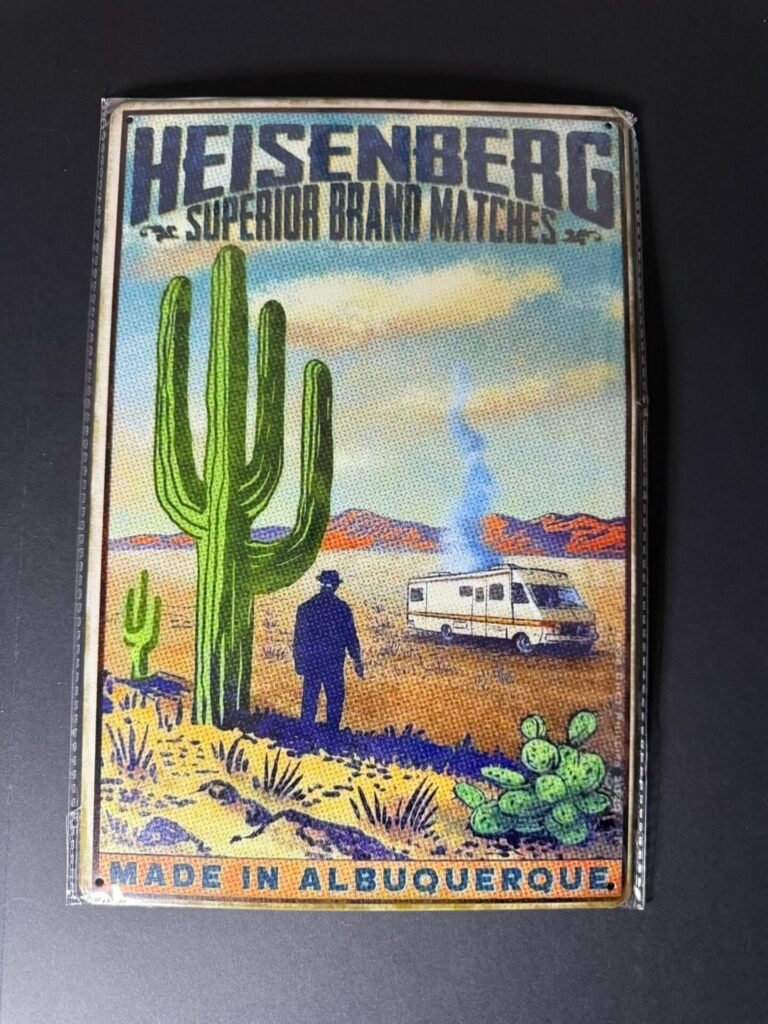 HEISENBERG
SUPERIOR BRAND MATCHES
MADE IN ALBUQUERQUE